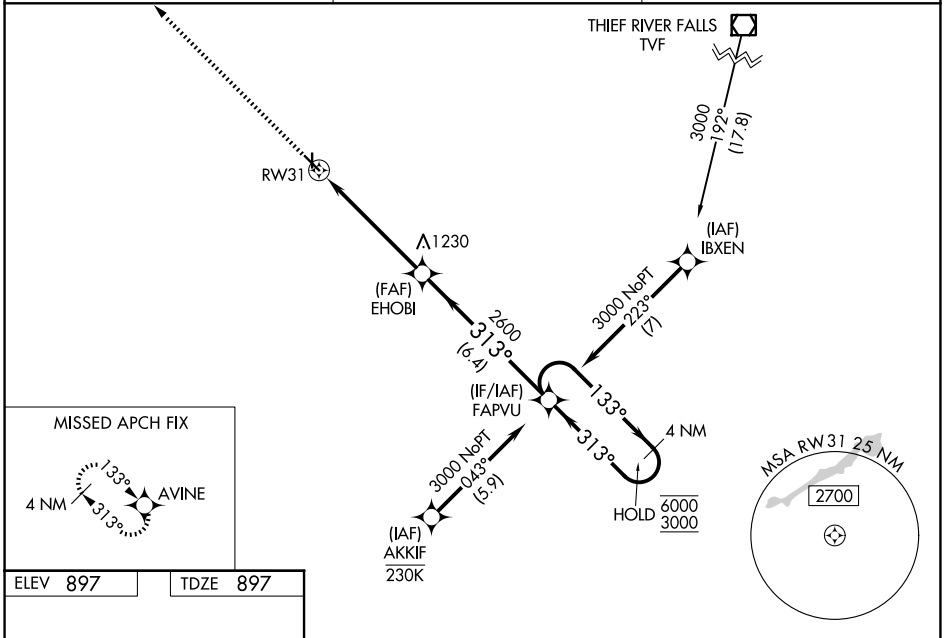 THIEF RIVER FALLS
TVF
3000
192°
(17.8)
RW31
(IAF)
IBXEN
1230
(FAF)
EHOBI
3000 NoPT
223°
(7)
2600
313°
(6.4)
(IF/IAF)
FAPVU
133°
313°
4 NM
HOLD
6000
3000
3000 NoPT
043°
(5.9)
(IAF)
AKKIF
230K
MISSED APCH FIX
133°
4 NM
313°
AVINE
MSA RW31 25 NM
2700
ELEV 897
TDZE 897